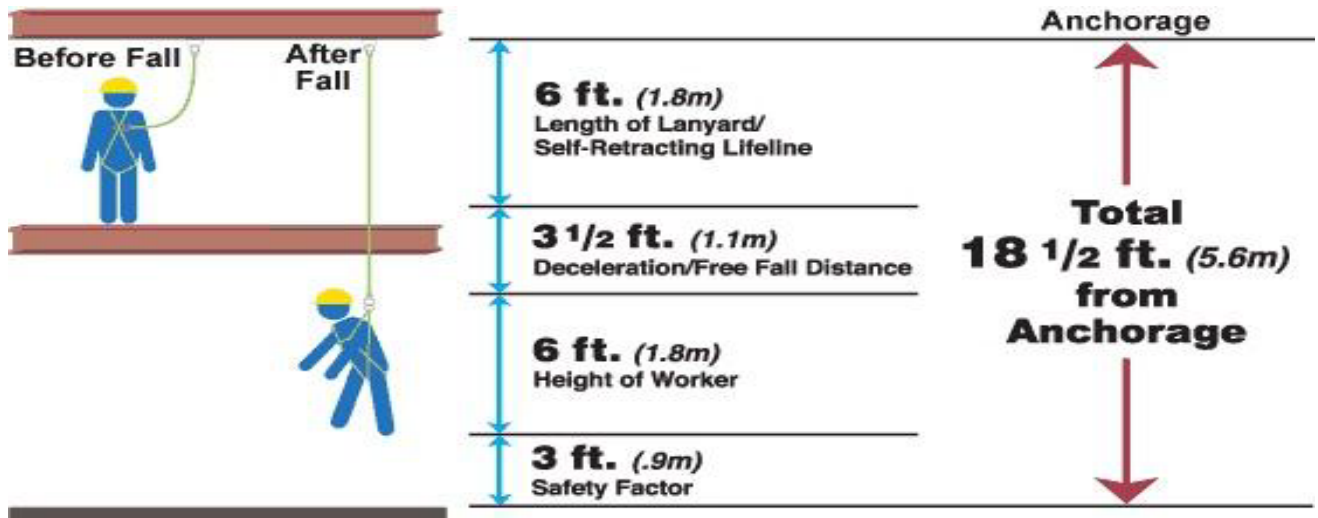 Anchorage
Before Fall
After
Fall
6 ft. (1.8m)
Length of Lanyard/
Self-Retracting Lifeline
3 1/2 ft. (1.1m)
Deceleration/Free Fall Distance
6 ft. (1.8m)
Height of Worker
3 ft. (.9m)
Safety Factor
Total
18 1/2 ft. (5.6m)
from
Anchorage